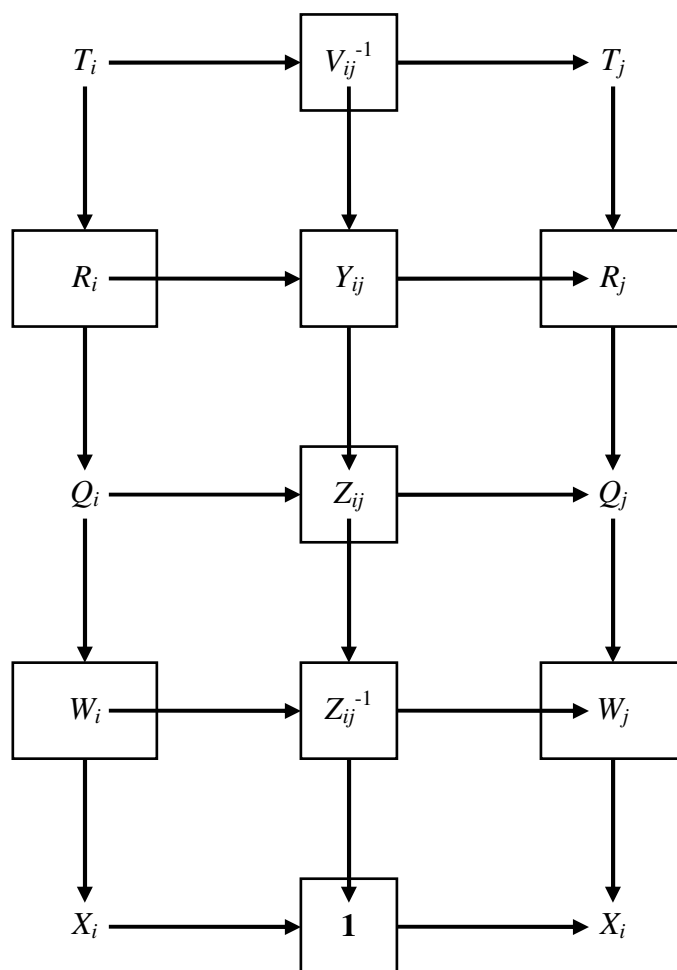 Tᵢ Vᵢⱼ⁻¹ Tⱼ
Rᵢ Yᵢⱼ Rⱼ
Qᵢ Zᵢⱼ Qⱼ
Wᵢ Zᵢⱼ⁻¹ Wⱼ
Xᵢ 1 Xᵢ